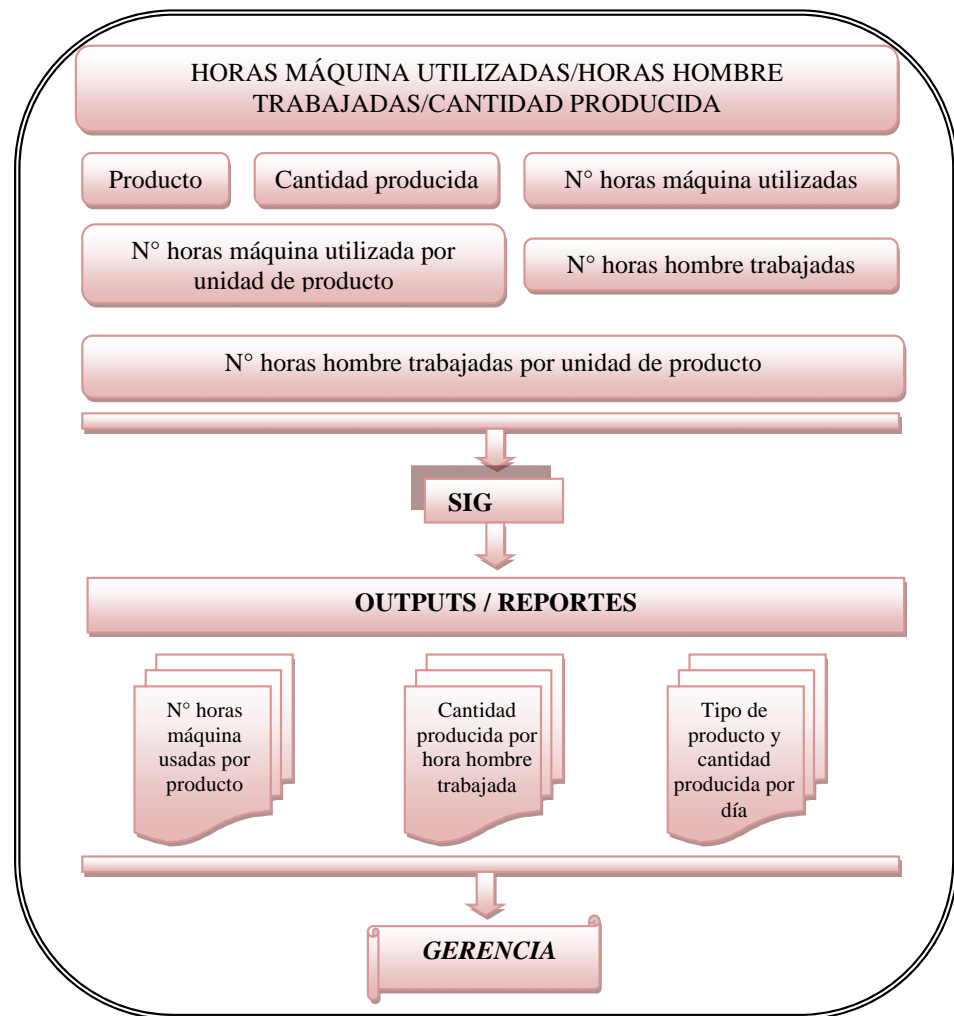 HORAS MÁQUINA UTILIZADAS/HORAS HOMBRE
TRABAJADAS/CANTIDAD PRODUCIDA
Producto
Cantidad producida
N° horas máquina utilizadas
N° horas máquina utilizada por
unidad de producto
N° horas hombre trabajadas
N° horas hombre trabajadas por unidad de producto
SIG
OUTPUTS / REPORTES
N° horas
máquina
usadas por
producto
Cantidad
producida por
hora hombre
trabajada
Tipo de
producto y
cantidad
producida por
día
GERENCIA